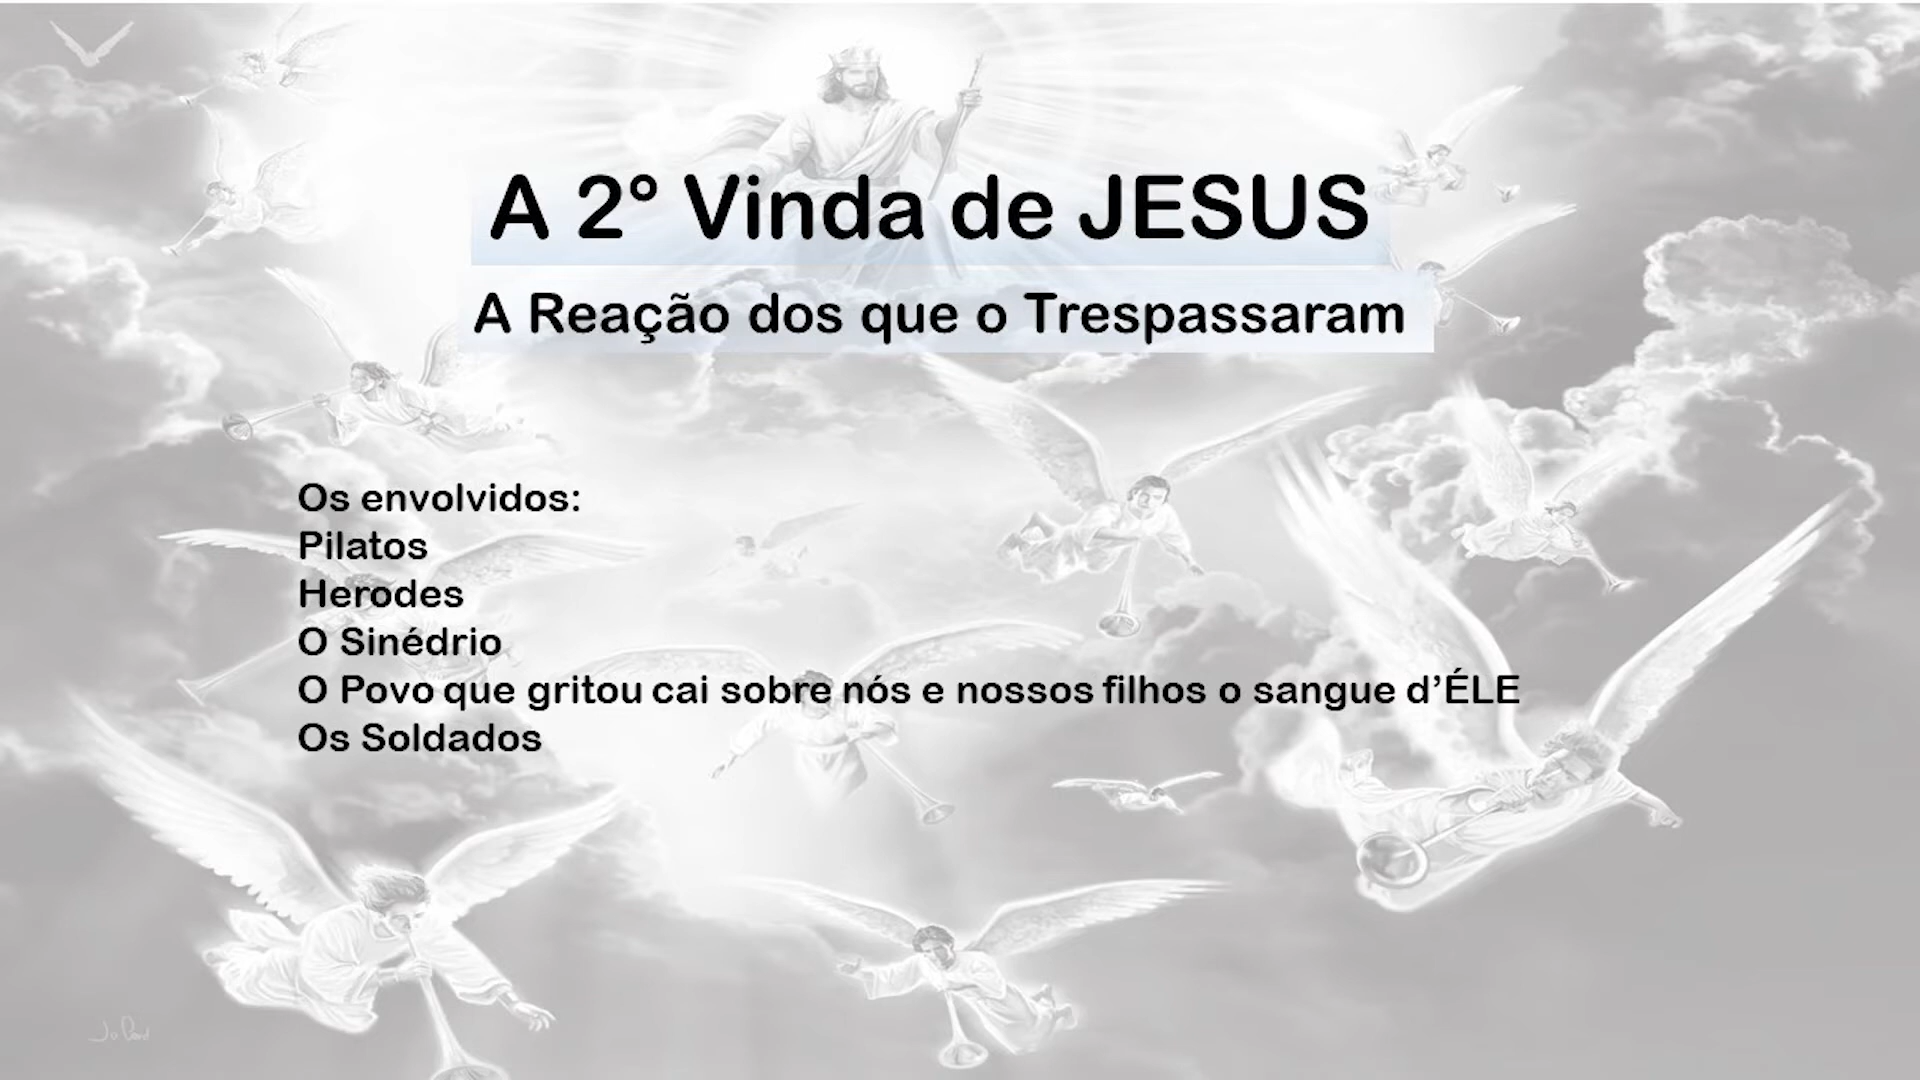 A 2º Vinda de JESUS
A Reação dos que o Trespassaram
Os envolvidos:
Pilatos
Herodes
O Sinédrio
O Povo que gritou cai sobre nós e nossos filhos o sangue d’ÉLE
Os Soldados